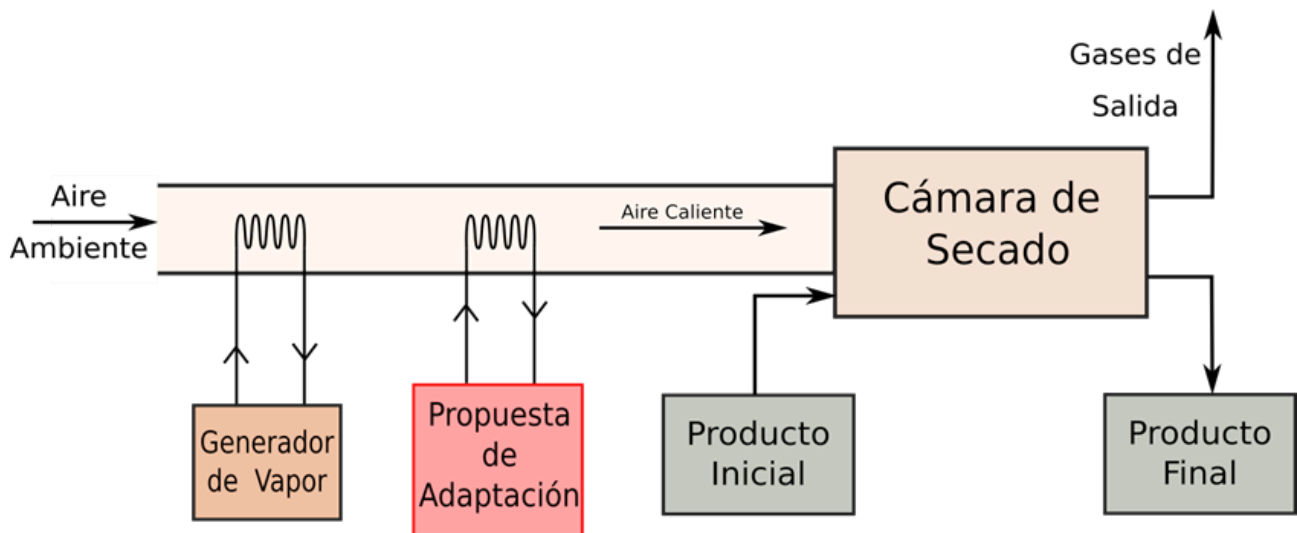 Gases de
Salida
Aire
Ambiente
Aire Caliente
Cámara de
Secado
Generador
de Vapor
Propuesta
de
Adaptación
Producto
Inicial
Producto
Final